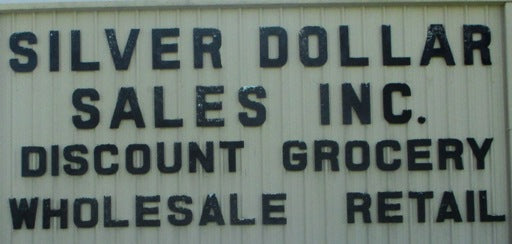 SILVER DOLLAR
SALES INC.
DISCOUNT GROCERY
WHOLESALE RETAIL